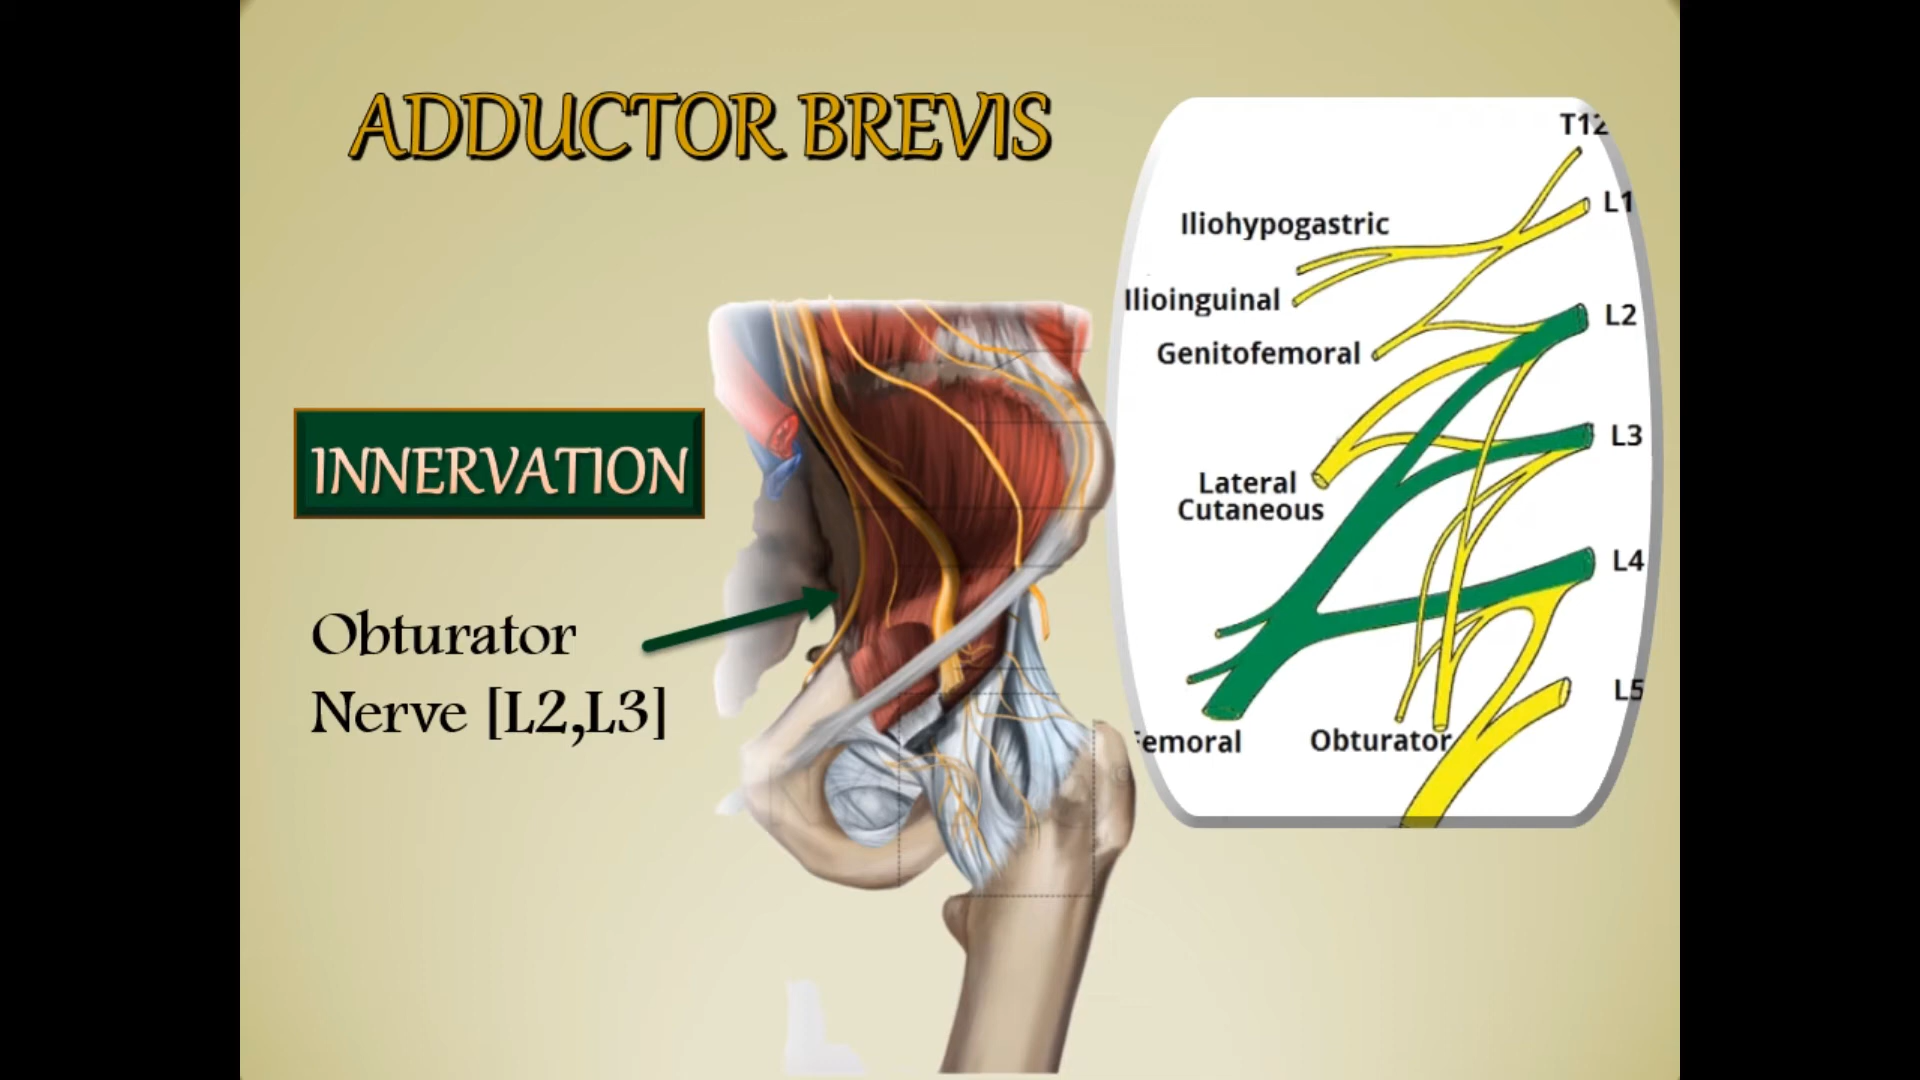 ADDUCTOR BREVIS
INNERVATION
Obturator
Nerve [L2,L3]
T12
L1
Iliohypogastric
Ilioinguinal
L2
Genitofemoral
L3
Lateral
Cutaneous
L4
L5
Femoral
Obturator